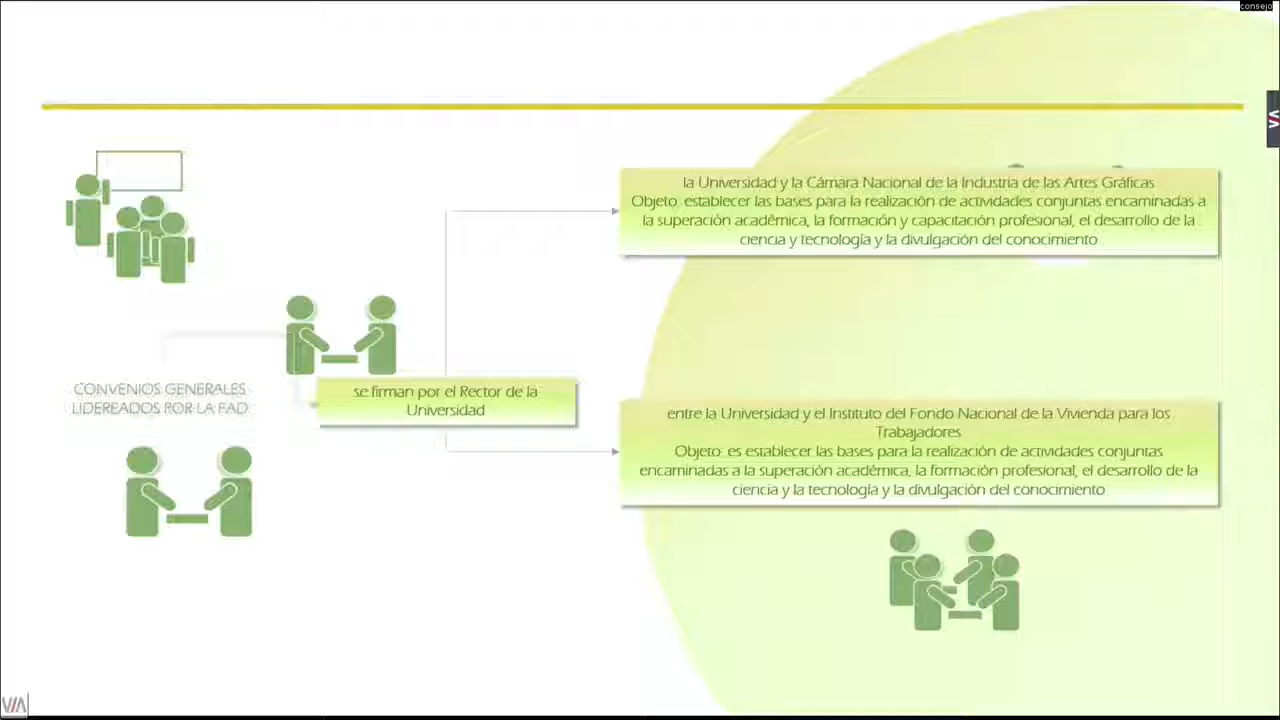 consejo
la Universidad y la Cámara Nacional de la Industria de las Artes Gráficas
Objeto: establecer las bases para la realización de actividades conjuntas encaminadas a
la superación académica, la formación y capacitación profesional, el desarrollo de la
ciencia y tecnología y la divulgación del conocimiento
CONVENIOS GENERALES
LIDEREADOS POR LA FAD
se firman por el Rector de la
Universidad
entre la Universidad y el Instituto del Fondo Nacional de la Vivienda para los
Trabajadores
Objeto: es establecer las bases para la realización de actividades conjuntas
encaminadas a la superación académica, la formación profesional, el desarrollo de la
ciencia y la tecnología y la divulgación del conocimiento
VIA